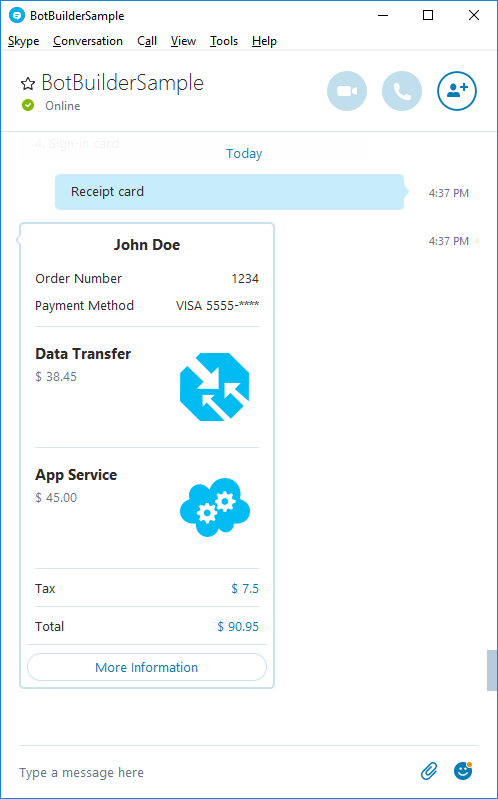 BotBuilderSample
Skype Conversation Call View Tools Help
BotBuilderSample
Online
4. Sign-in card
Today
Receipt card
4:37 PM
John Doe
4:37 PM
Order Number 1234
Payment Method VISA 5555-****
Data Transfer
$ 38.45
App Service
$ 45.00
Tax $ 7.5
Total $ 90.95
More Information
Type a message here